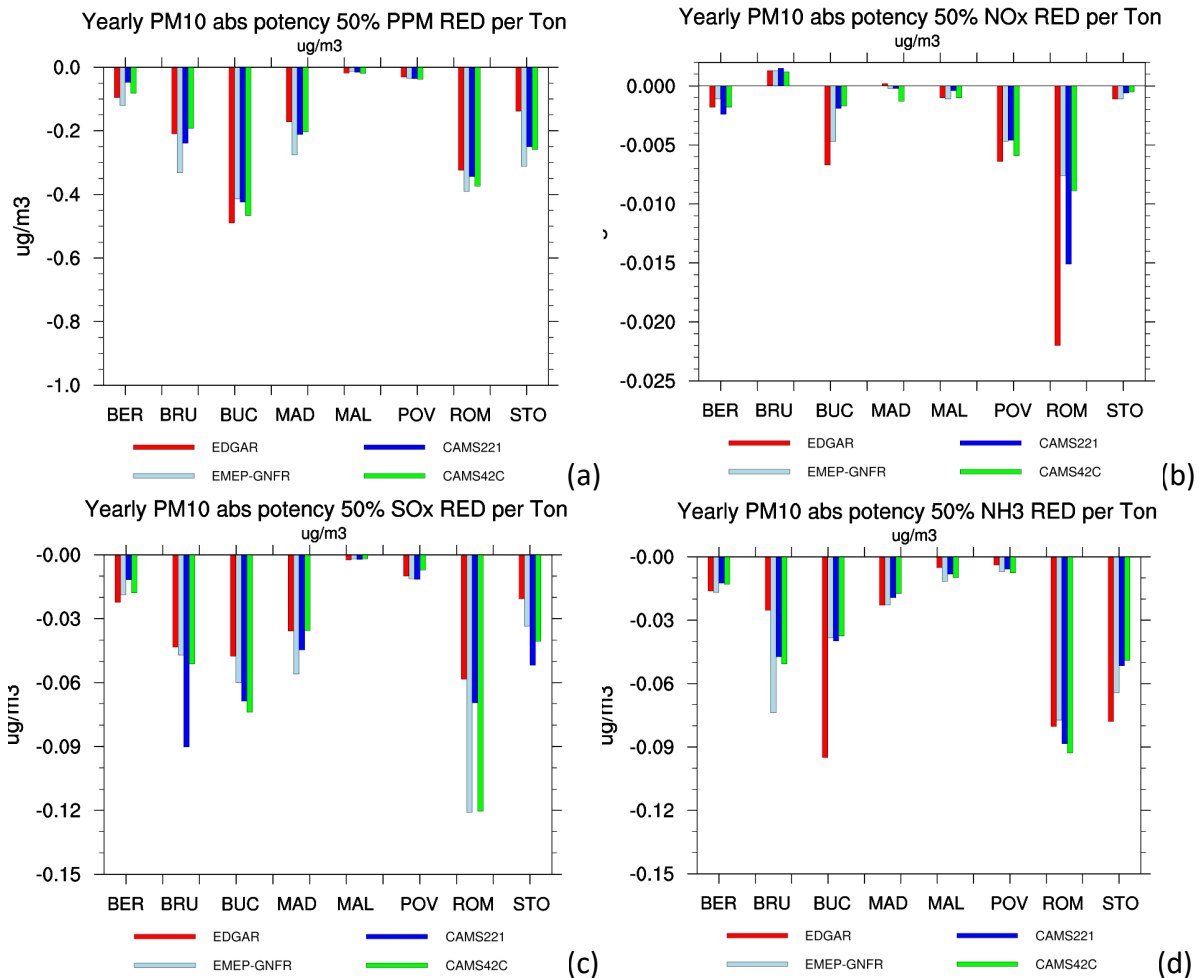 Yearly PM10 abs potency 50% PPM RED per Ton
ug/m3
0.0
-0.2
-0.4
-0.6
-0.8
-1.0
ug/m3
BER BRU BUC MAD MAL POV ROM STO
EDGAR CAMS221
EMEP-GNFR CAMS42C
(a)
Yearly PM10 abs potency 50% NOx RED per Ton
ug/m3
0.000
-0.005
-0.010
-0.015
-0.020
-0.025
BER BRU BUC MAD MAL POV ROM STO
EDGAR CAMS221
EMEP-GNFR CAMS42C
(b)
Yearly PM10 abs potency 50% SOx RED per Ton
ug/m3
-0.00
-0.03
-0.06
-0.09
-0.12
-0.15
ug/m3
BER BRU BUC MAD MAL POV ROM STO
EDGAR CAMS221
EMEP-GNFR CAMS42C
(c)
Yearly PM10 abs potency 50% NH3 RED per Ton
ug/m3
-0.00
-0.03
-0.06
-0.09
-0.12
-0.15
ug/m3
BER BRU BUC MAD MAL POV ROM STO
EDGAR CAMS221
EMEP-GNFR CAMS42C
(d)